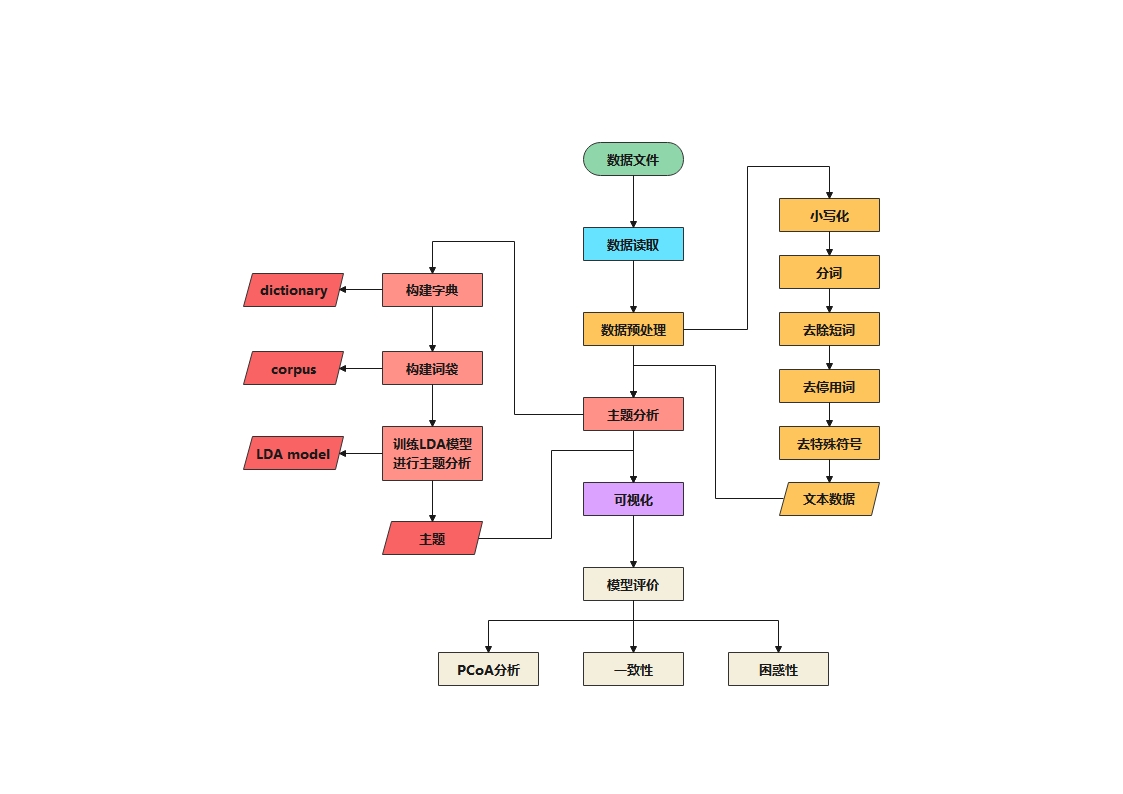 数据文件
数据读取
数据预处理
主题分析
可视化
模型评价
PCoA分析
一致性
困惑性
小写化
分词
去除短词
去停用词
去特殊符号
文本数据
构建字典
dictionary
构建词袋
corpus
训练LDA模型
进行主题分析
LDA model
主题